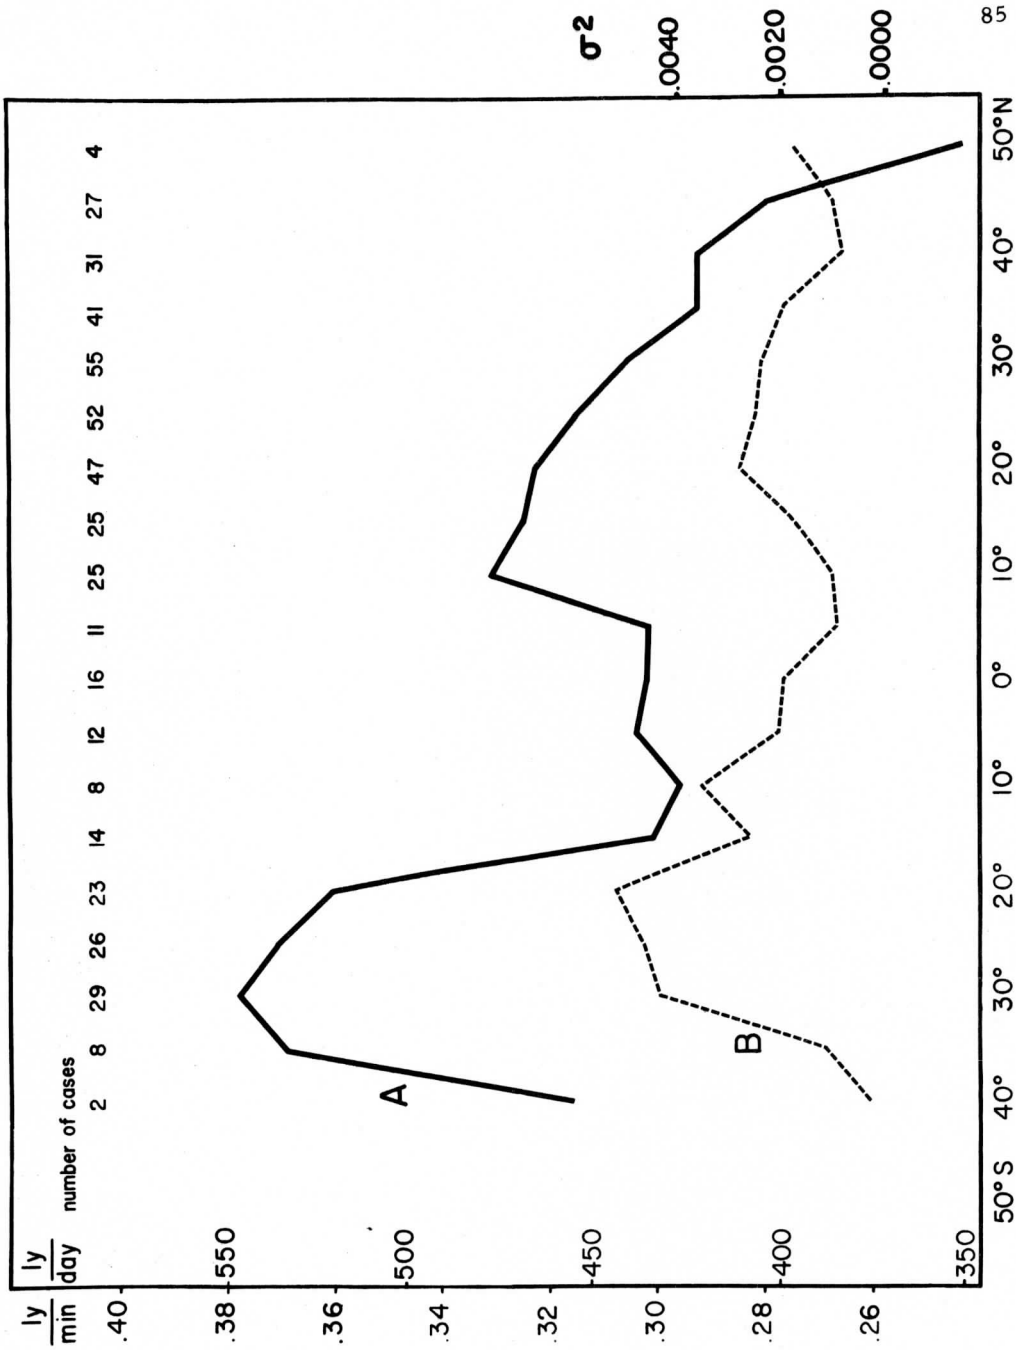 85
ly/min ly/day
number of cases 2 8 29 26 23 14 8 12 16 11 25 25 47 52 55 41 31 27 4
σ²
.40
.38
.36
.34
.32
.30
.28
.26
550
500
450
400
350
.0040
.0020
.0000
A
B
50°S 40° 30° 20° 10° 0° 10° 20° 30° 40° 50°N